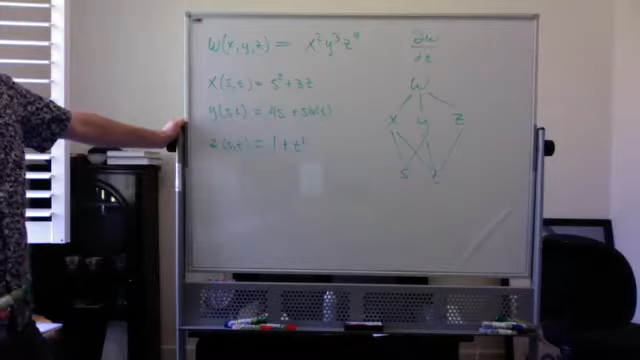 W(x,y,z) = x²y³z⁴
∂w
∂t
x(s,t) = s² + 3t
y(s,t) = 4s + sin(t)
z(s,t) = 1 + t²
W
x y z
s t